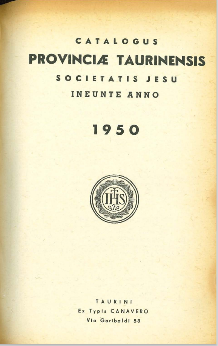 CATALOGUS
PROVINCIÆ TAURINENSIS
SOCIETATIS JESU
INEUNTE ANNO
1950
IHS
TAURINI
Ex Typis CANAVERO
Via Garibaldi 53